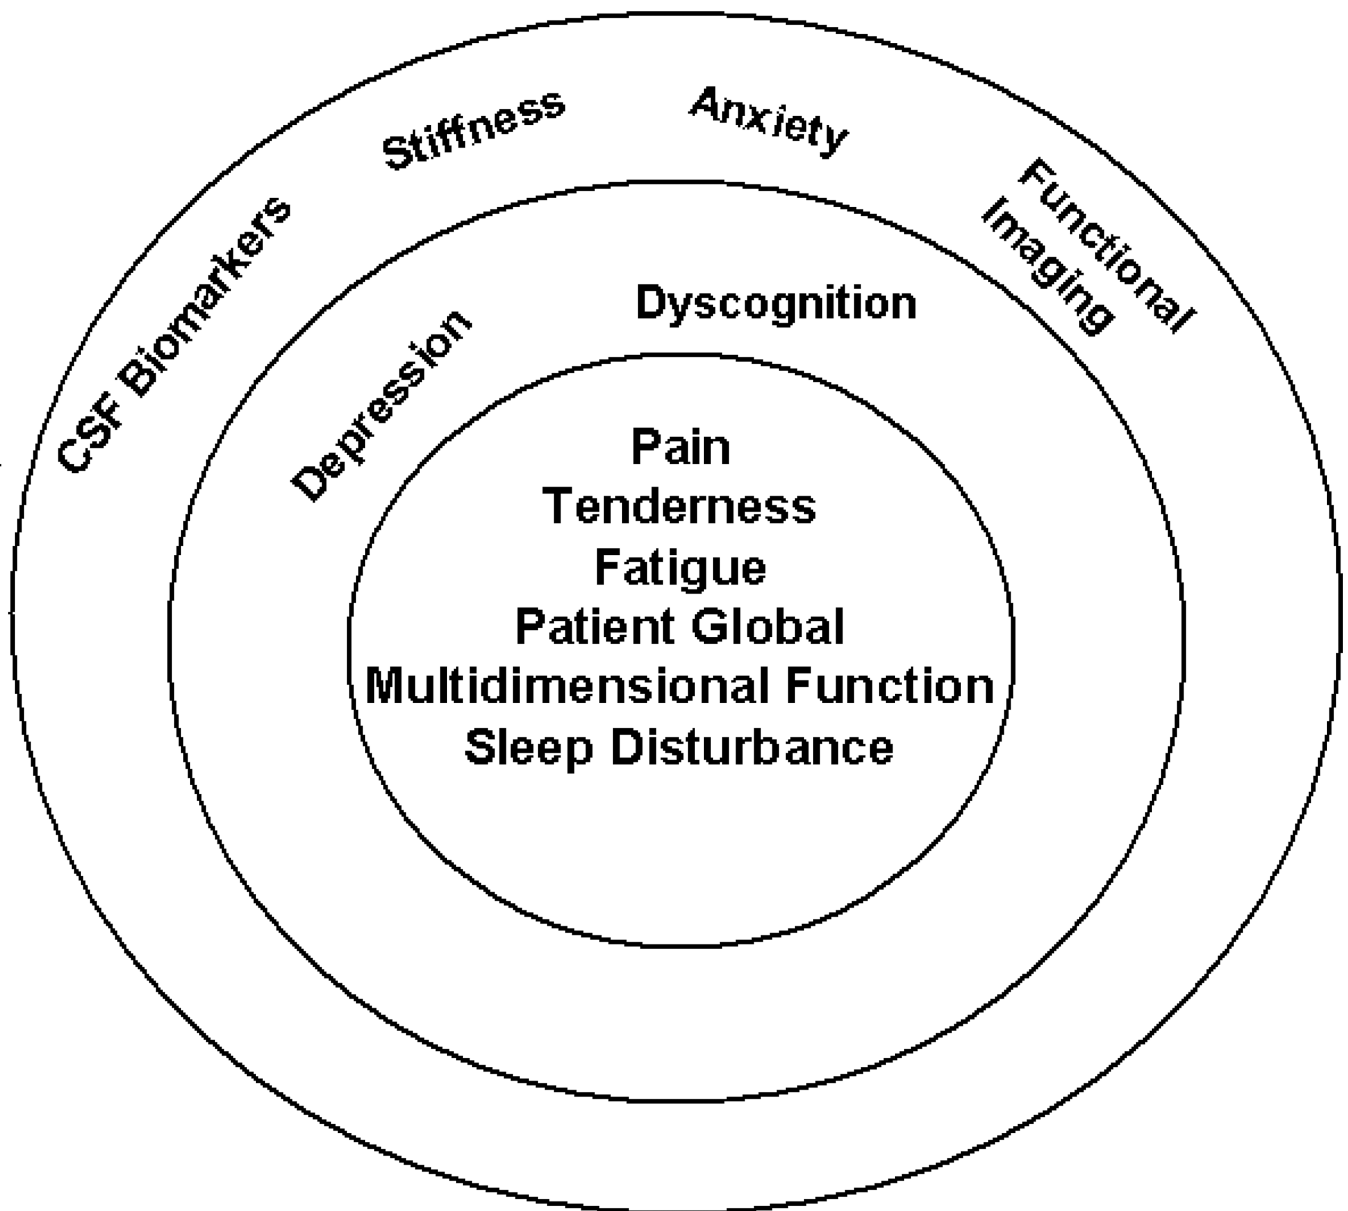 Stiffness
Anxiety
Functional
Imaging
CSF Biomarkers
Dyscognition
Depression
Pain
Tenderness
Fatigue
Patient Global
Multidimensional Function
Sleep Disturbance